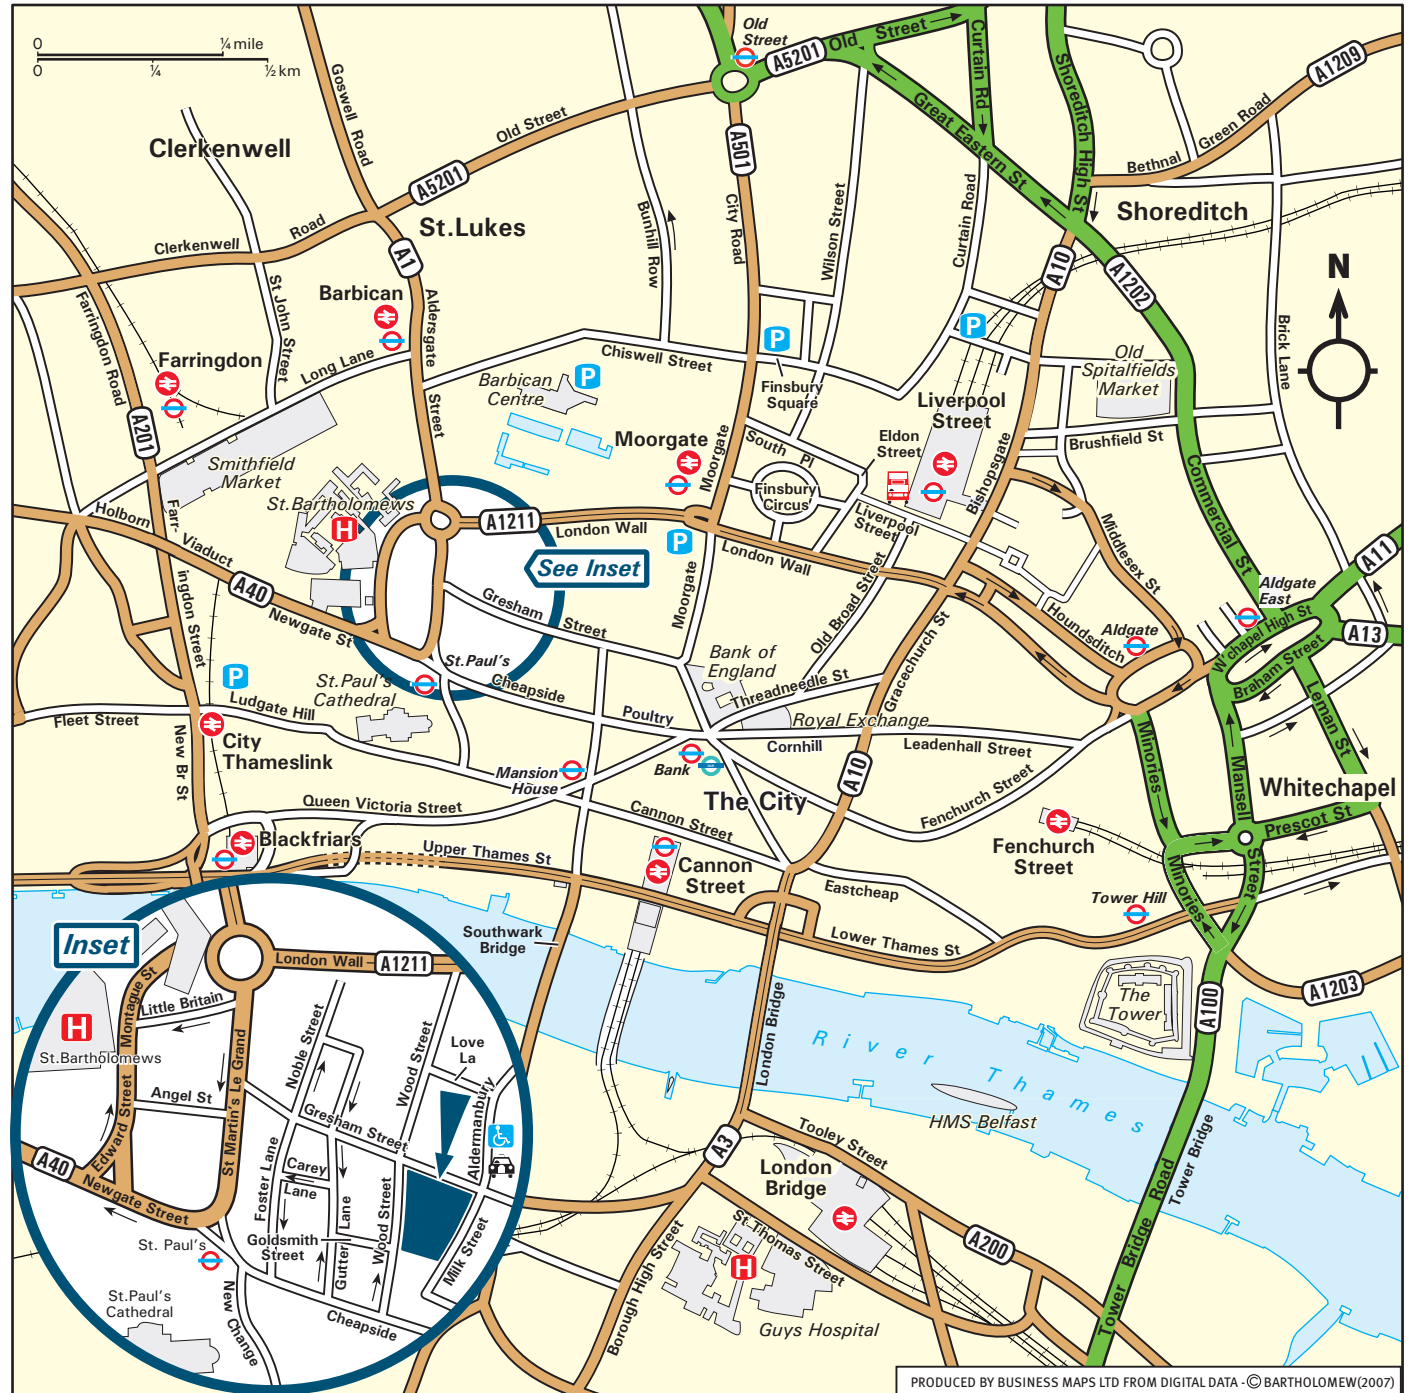 0
¼ mile
0
¼
½ km
Old
Street
A5201
Old
Street
Curtain Rd
Shoreditch High St
A1209
Goswell Road
Old Street
A501
Great Eastern St
Bethnal
Green Road
Clerkenwell
A5201
St.Lukes
Clerkenwell
Road
A1
Bunhill Row
City Road
Wilson Street
Curtain Road
Shoreditch
A10
A1202
N
Farringdon Road
St John Street
Barbican
Aldersgate
Street
Farringdon
Long Lane
Chiswell Street
P
P
P
Barbican
Centre
Finsbury
Square
Old
Spitalfields
Market
Brick Lane
Liverpool
Street
A201
Moorgate
Moorgate
South Pl
Eldon
Street
Brushfield St
Bishopsgate
Smithfield
Market
St.Bartholomews
H
Finsbury
Circus
Liverpool
Street
Commercial St
Holborn
Viaduct
Farr-
ingdon Street
A1211
London Wall
P
London Wall
Middlesex St
A11
See Inset
A40
Newgate St
Gresham
Street
Moorgate
Old Broad Street
Gracechurch St
Houndsditch
Aldgate
Aldgate
East
W'chapel High St
A13
Braham Street
Leman St
P
St.Paul's
St.Paul's
Cathedral
Cheapside
Bank of
England
Threadneedle St
Royal Exchange
Fleet Street
Ludgate Hill
Poultry
Cornhill
Leadenhall Street
City
Thameslink
New Br St
Mansion
House
Bank
The City
A10
Fenchurch Street
Minories
Mansell
Street
Whitechapel
Prescot St
Queen Victoria Street
Cannon Street
Fenchurch
Street
Blackfriars
Upper Thames St
Cannon
Street
Eastcheap
Minories
Tower Hill
Southwark
Bridge
Lower Thames St
A1203
Inset
London Wall
A1211
London Bridge
The
Tower
A100
River Thames
HMS Belfast
Little Britain
Montague St
H
St.Bartholomews
Noble Street
Wood Street
Love
La
Aldermanbury
Angel St
St Martin's Le Grand
Edward Street
Gresham Street
A40
Newgate Street
Foster Lane
Carey
Lane
Gutter Lane
Wood Street
Goldsmith
Street
Milk Street
St. Paul's
New Change
Cheapside
St.Paul's
Cathedral
A3
Tooley Street
London
Bridge
St Thomas Street
H
Guys Hospital
A200
Borough High Street
Tower Bridge Road
Tower Bridge
PRODUCED BY BUSINESS MAPS LTD FROM DIGITAL DATA - © BARTHOLOMEW(2007)